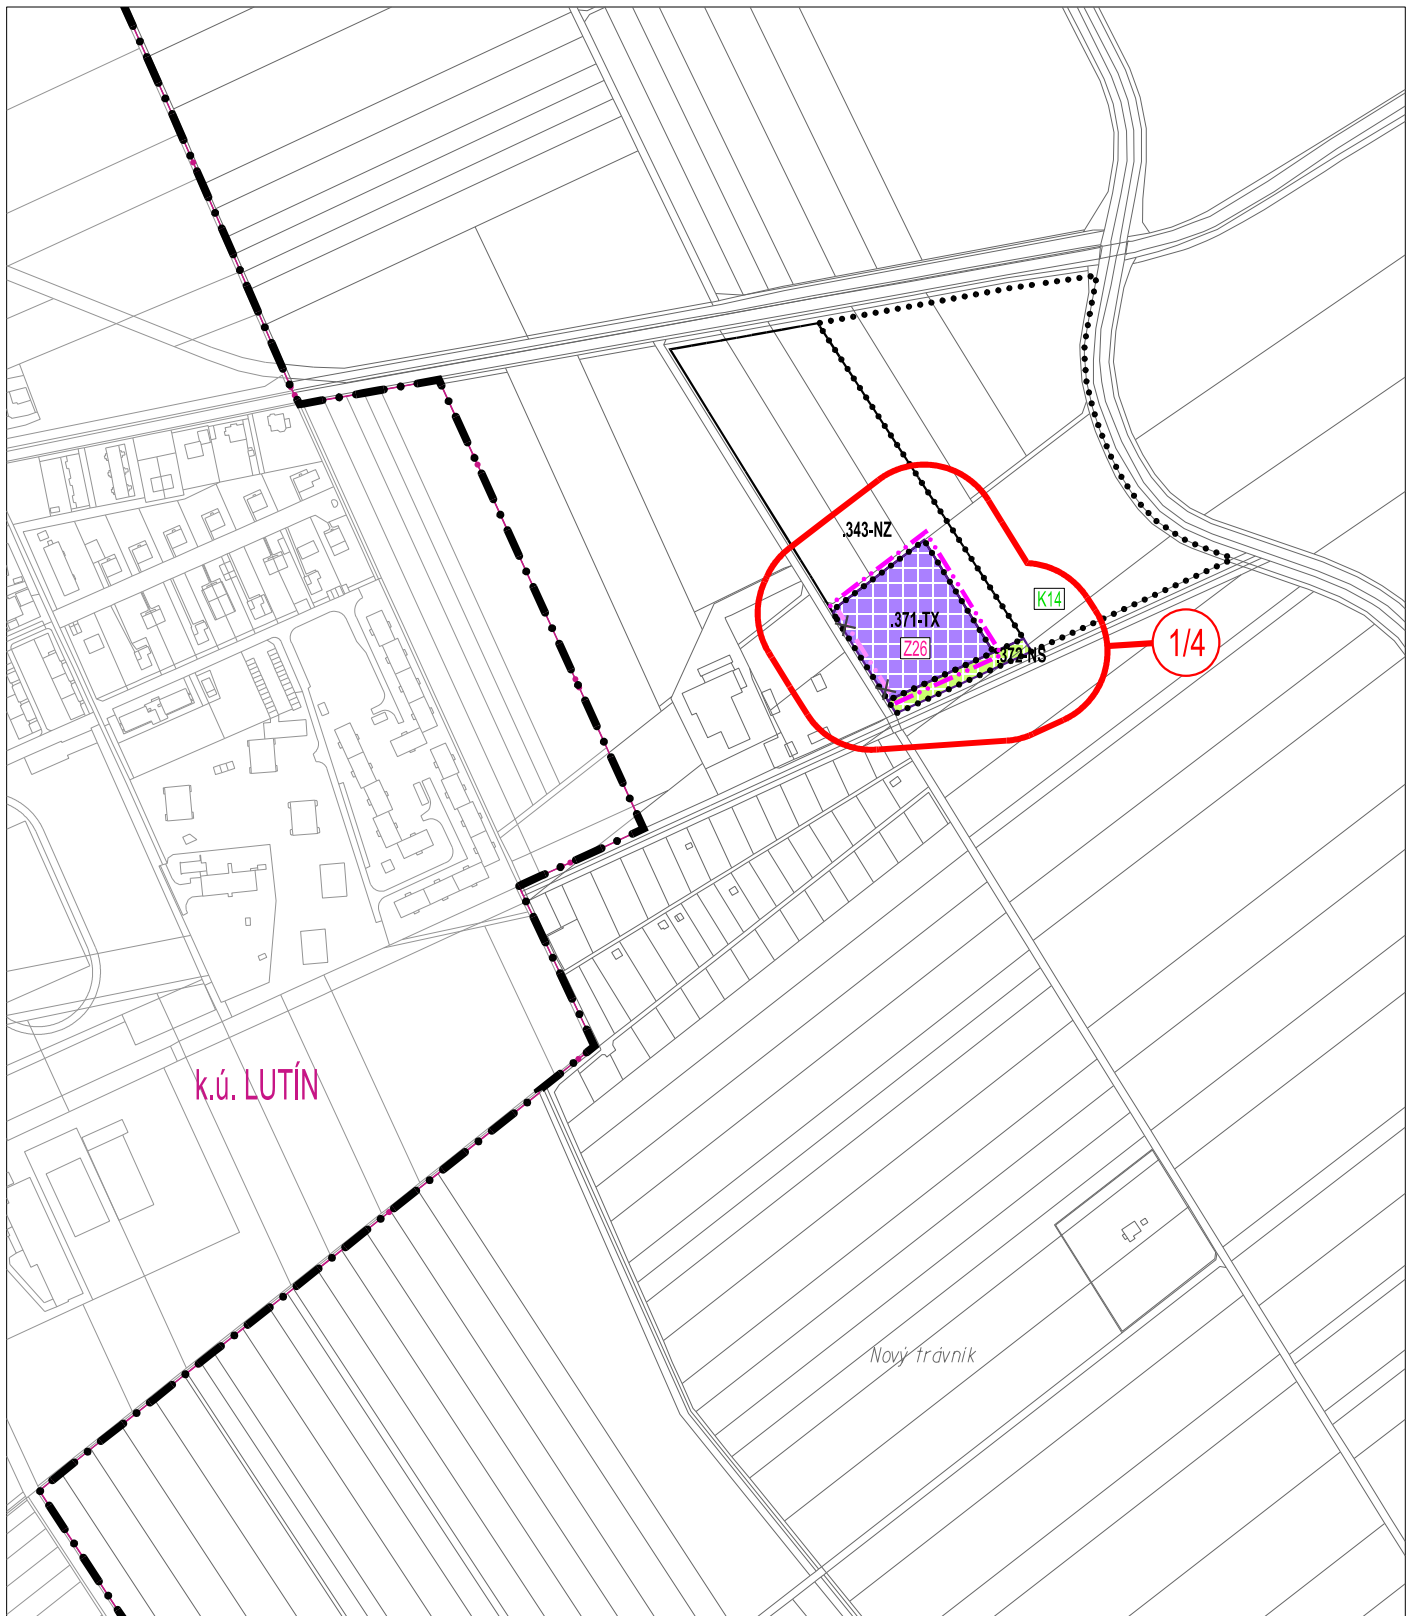 .343-NZ
K14
.371-TX
Z26
.372-NS
1/4
k.ú. LUTÍN
Nový trávník